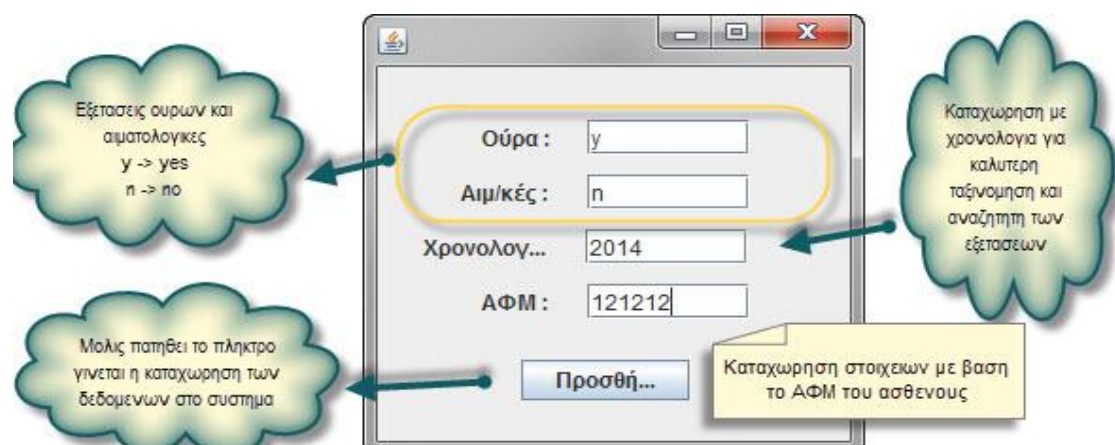 Εξετασεις ουρων και
αιματολογικες
y -> yes
n -> no
Ούρα :
y
Αιμ/κές :
n
Χρονολογ...
2014
ΑΦΜ :
121212
Προσθή...
Καταχωρηση με
χρονολογια για
καλυτερη
ταξινομηση και
αναζητητη των
εξετασεων
Μολις πατηθει το πληκτρο
γινεται η καταχωρηση των
δεδομενων στο συστημα
Καταχωρηση στοιχειων με βαση
το ΑΦΜ του ασθενους